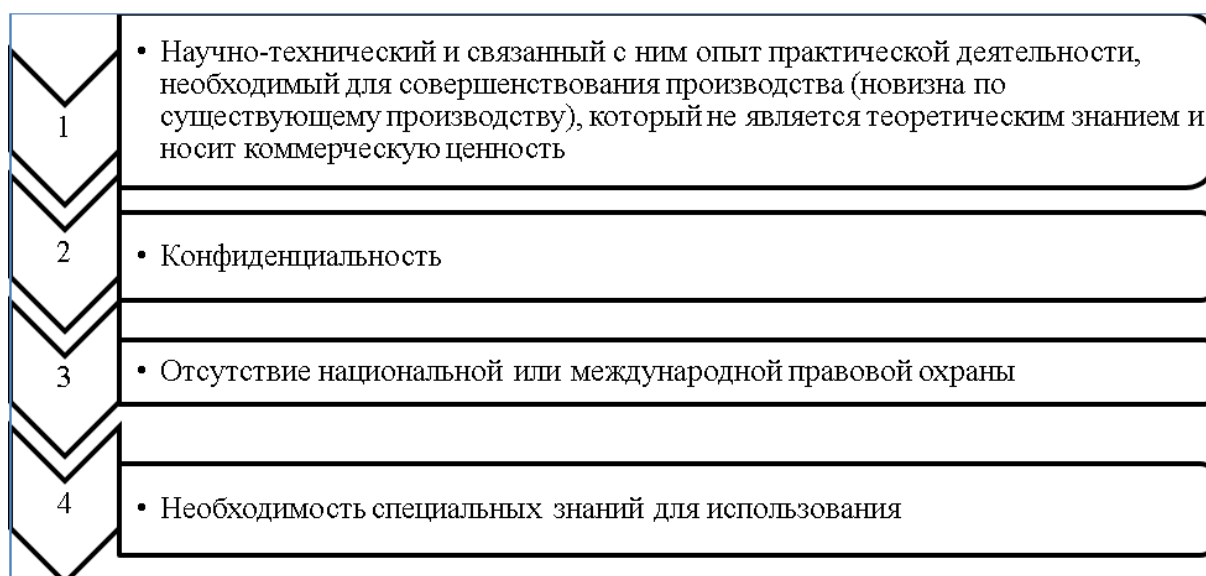 • Научно-технический и связанный с ним опыт практической деятельности,
необходимый для совершенствования производства (новизна по
существующему производству), который не является теоретическим знанием и
носит коммерческую ценность
1
2
• Конфиденциальность
3
• Отсутствие национальной или международной правовой охраны
4
• Необходимость специальных знаний для использования